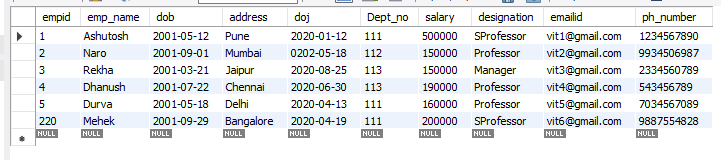 empid emp_name dob address doj Dept_no salary designation emailid ph_number
1 Ashutosh 2001-05-12 Pune 2020-01-12 111 500000 SProfessor vit1@gmail.com 1234567890
2 Naro 2001-09-01 Mumbai 0202-05-18 112 150000 Professor vit2@gmail.com 9934506987
3 Rekha 2001-03-21 Jaipur 2020-08-25 113 150000 Manager vit3@gmail.com 2334560789
4 Dhanush 2001-07-22 Chennai 2020-06-30 113 190000 Professor vit4@gmail.com 543456789
5 Durva 2001-05-18 Delhi 2020-04-13 111 160000 Professor vit5@gmail.com 7034567089
220 Mehek 2001-09-29 Bangalore 2020-04-19 111 200000 SProfessor vit6@gmail.com 9887554828
NULL NULL NULL NULL NULL NULL NULL NULL NULL NULL